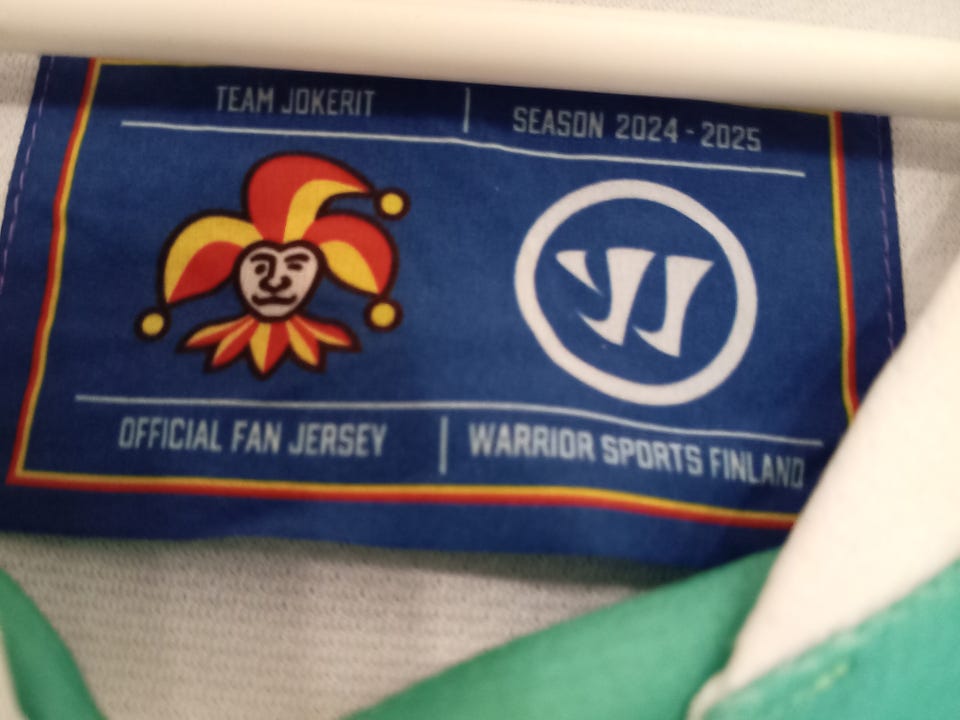 TEAM JOKERIT | SEASON 2024 - 2025
OFFICIAL FAN JERSEY | WARRIOR SPORTS FINLAND